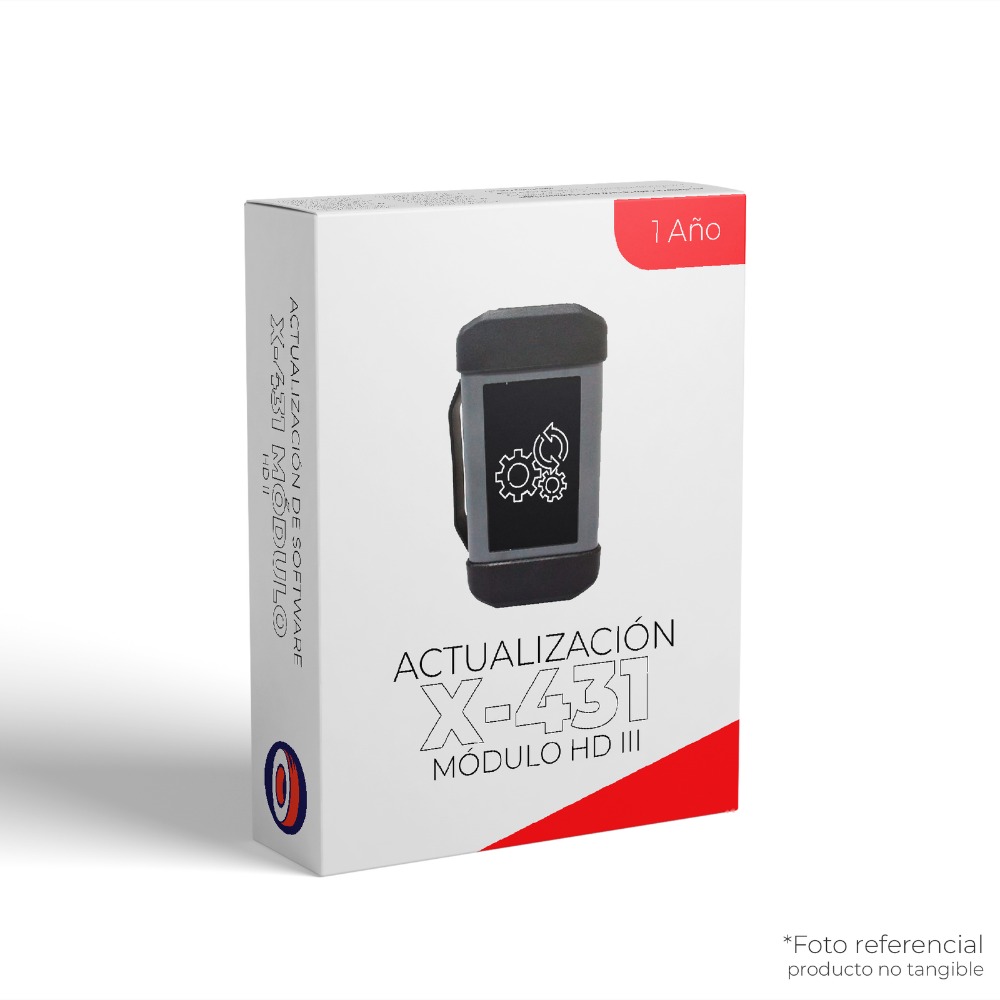 1 Año
ACTUALIZACIÓN
X-431
MÓDULO HD III
ACTUALIZACIÓN DE SOFTWARE
X-431 MÓDULO
HD II
*Foto referencial
producto no tangible